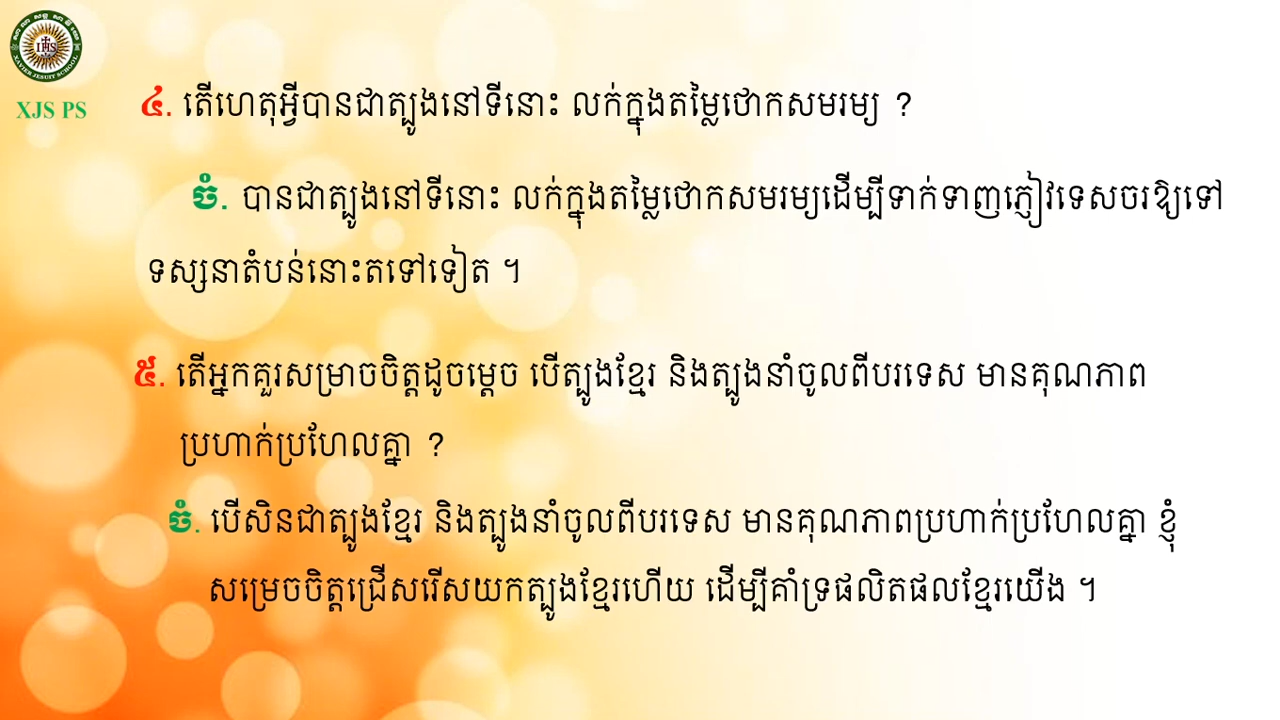 XJS PS
៤. តើហេតុអ្វីបានជាត្បូងនៅទីនោះ លក់ក្នុងតម្លៃថោកសមរម្យ ?
ចំ. បានជាត្បូងនៅទីនោះ លក់ក្នុងតម្លៃថោកសមរម្យដើម្បីទាក់ទាញភ្ញៀវទេសចរឱ្យទៅ
ទស្សនាតំបន់នោះតទៅទៀត ។
៥. តើអ្នកគួរសម្រាចចិត្តដូចម្ដេច បើត្បូងខ្មែរ និងត្បូងនាំចូលពីបរទេស មានគុណភាព
ប្រហាក់ប្រហែលគ្នា ?
ចំ. បើសិនជាត្បូងខ្មែរ និងត្បូងនាំចូលពីបរទេស មានគុណភាពប្រហាក់ប្រហែលគ្នា ខ្ញុំ
សម្រេចចិត្តជ្រើសរើសយកត្បូងខ្មែរហើយ ដើម្បីគាំទ្រផលិតផលខ្មែរយើង ។